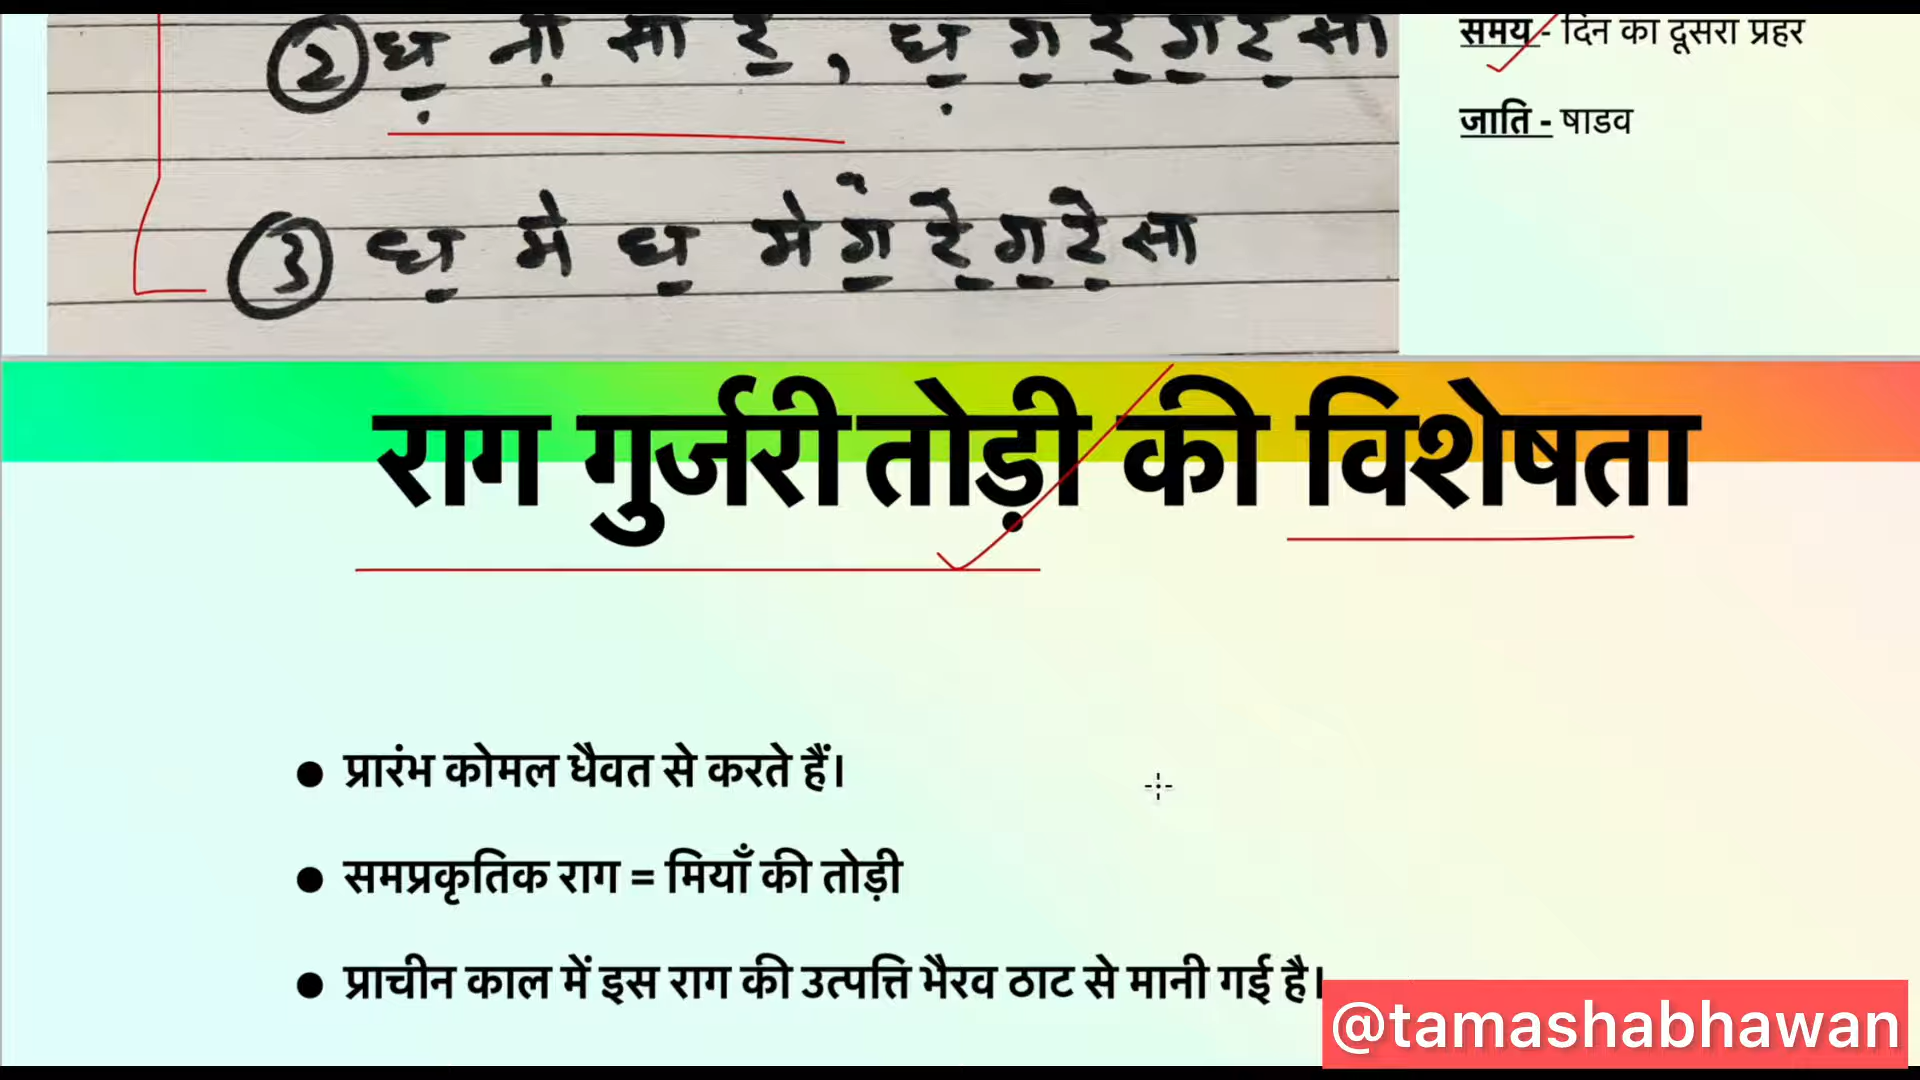 ② ध़ नी़ सा रे॒ , ध़॒ ग॒ रे॒ ग॒ रे॒ सा
समय - दिन का दूसरा प्रहर
जाति - षाडव
③ ध॒ मे ध॒ मे ग॒ रे॒ ग॒ रे॒ सा
राग गुर्जरी तोड़ी की विशेषता
● प्रारंभ कोमल धैवत से करते हैं।
● समप्रकृतिक राग = मियाँ की तोड़ी
● प्राचीन काल में इस राग की उत्पत्ति भैरव ठाट से मानी गई है।
@tamashabhawan